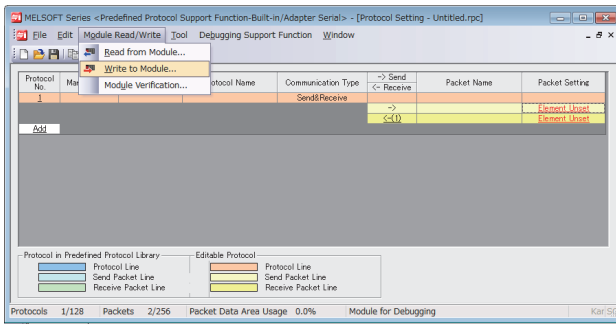 MELSOFT Series <Predefined Protocol Support Function-Built-in/Adapter Serial> - [Protocol Setting - Untitled.rpc]
File Edit Module Read/Write Tool Debugging Support Function Window
Read from Module...
Write to Module...
Module Verification...
Protocol No. Protocol Name Communication Type -> Send <- Receive Packet Name Packet Setting
1 Send&Receive
-> Element Unset
<-(1) Element Unset
Add
Protocol in Predefined Protocol Library Editable Protocol
Protocol Line Protocol Line
Send Packet Line Send Packet Line
Receive Packet Line Receive Packet Line
Protocols 1/128 Packets 2/256 Packet Data Area Usage 0.0% Module for Debugging